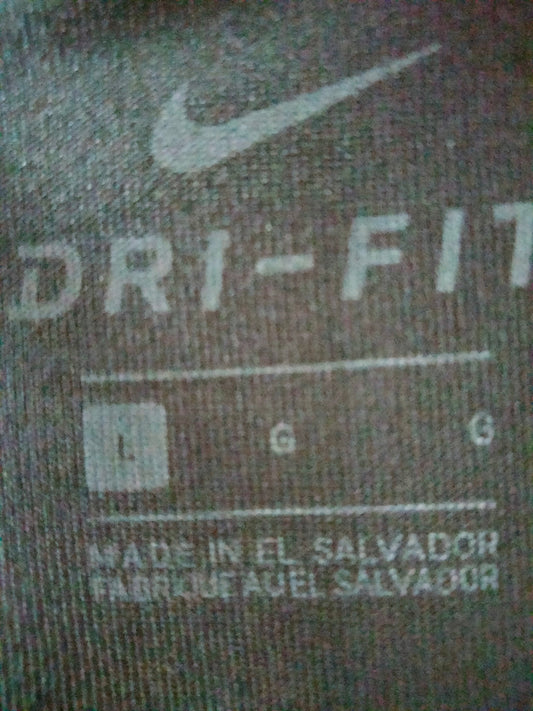 DRI-FIT
L G G
MADE IN EL SALVADOR
FABRIQUE AU EL SALVADOR